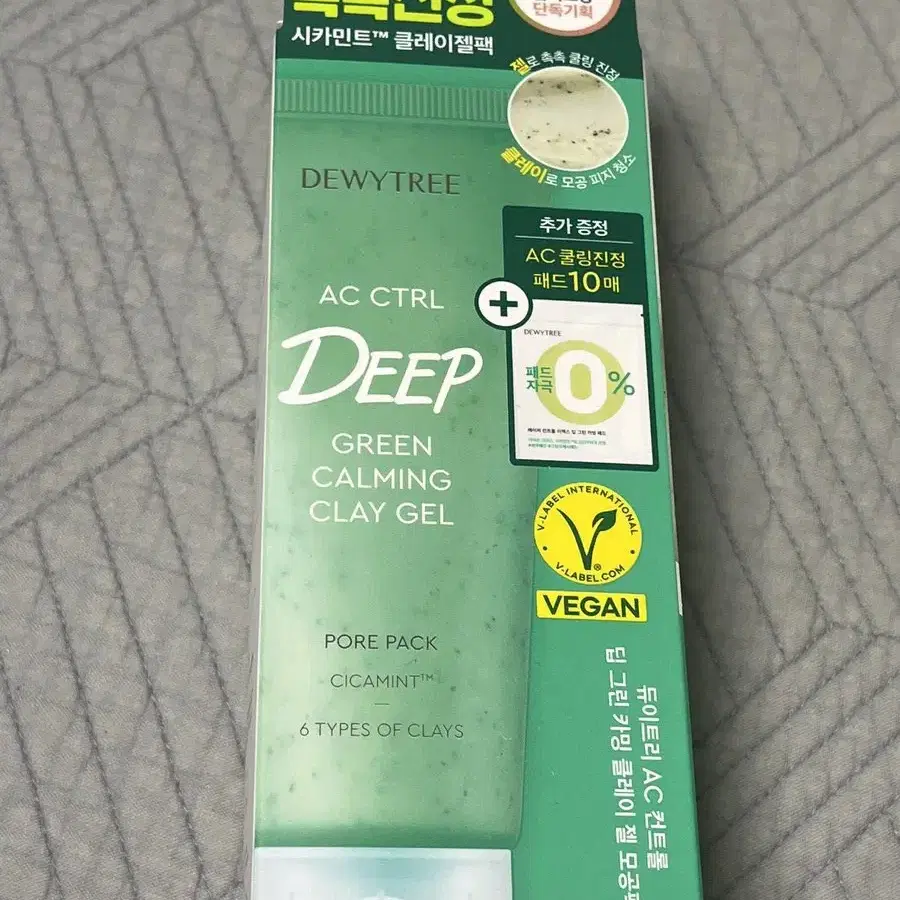 시카민트™ 클레이젤팩
단독기획
젤로 촉촉 쿨링 진정
클레이로 모공 피지 청소
DEWYTREE
AC CTRL
DEEP
GREEN
CALMING
CLAY GEL
PORE PACK
CICAMINT™
6 TYPES OF CLAYS
추가 증정
AC 쿨링진정
패드10매
+
DEWYTREE
패드
자극
0%
V-LABEL INTERNATIONAL
V-LABEL.COM
VEGAN
듀이트리 AC 컨트롤
딥 그린 카밍 클레이 젤 모공